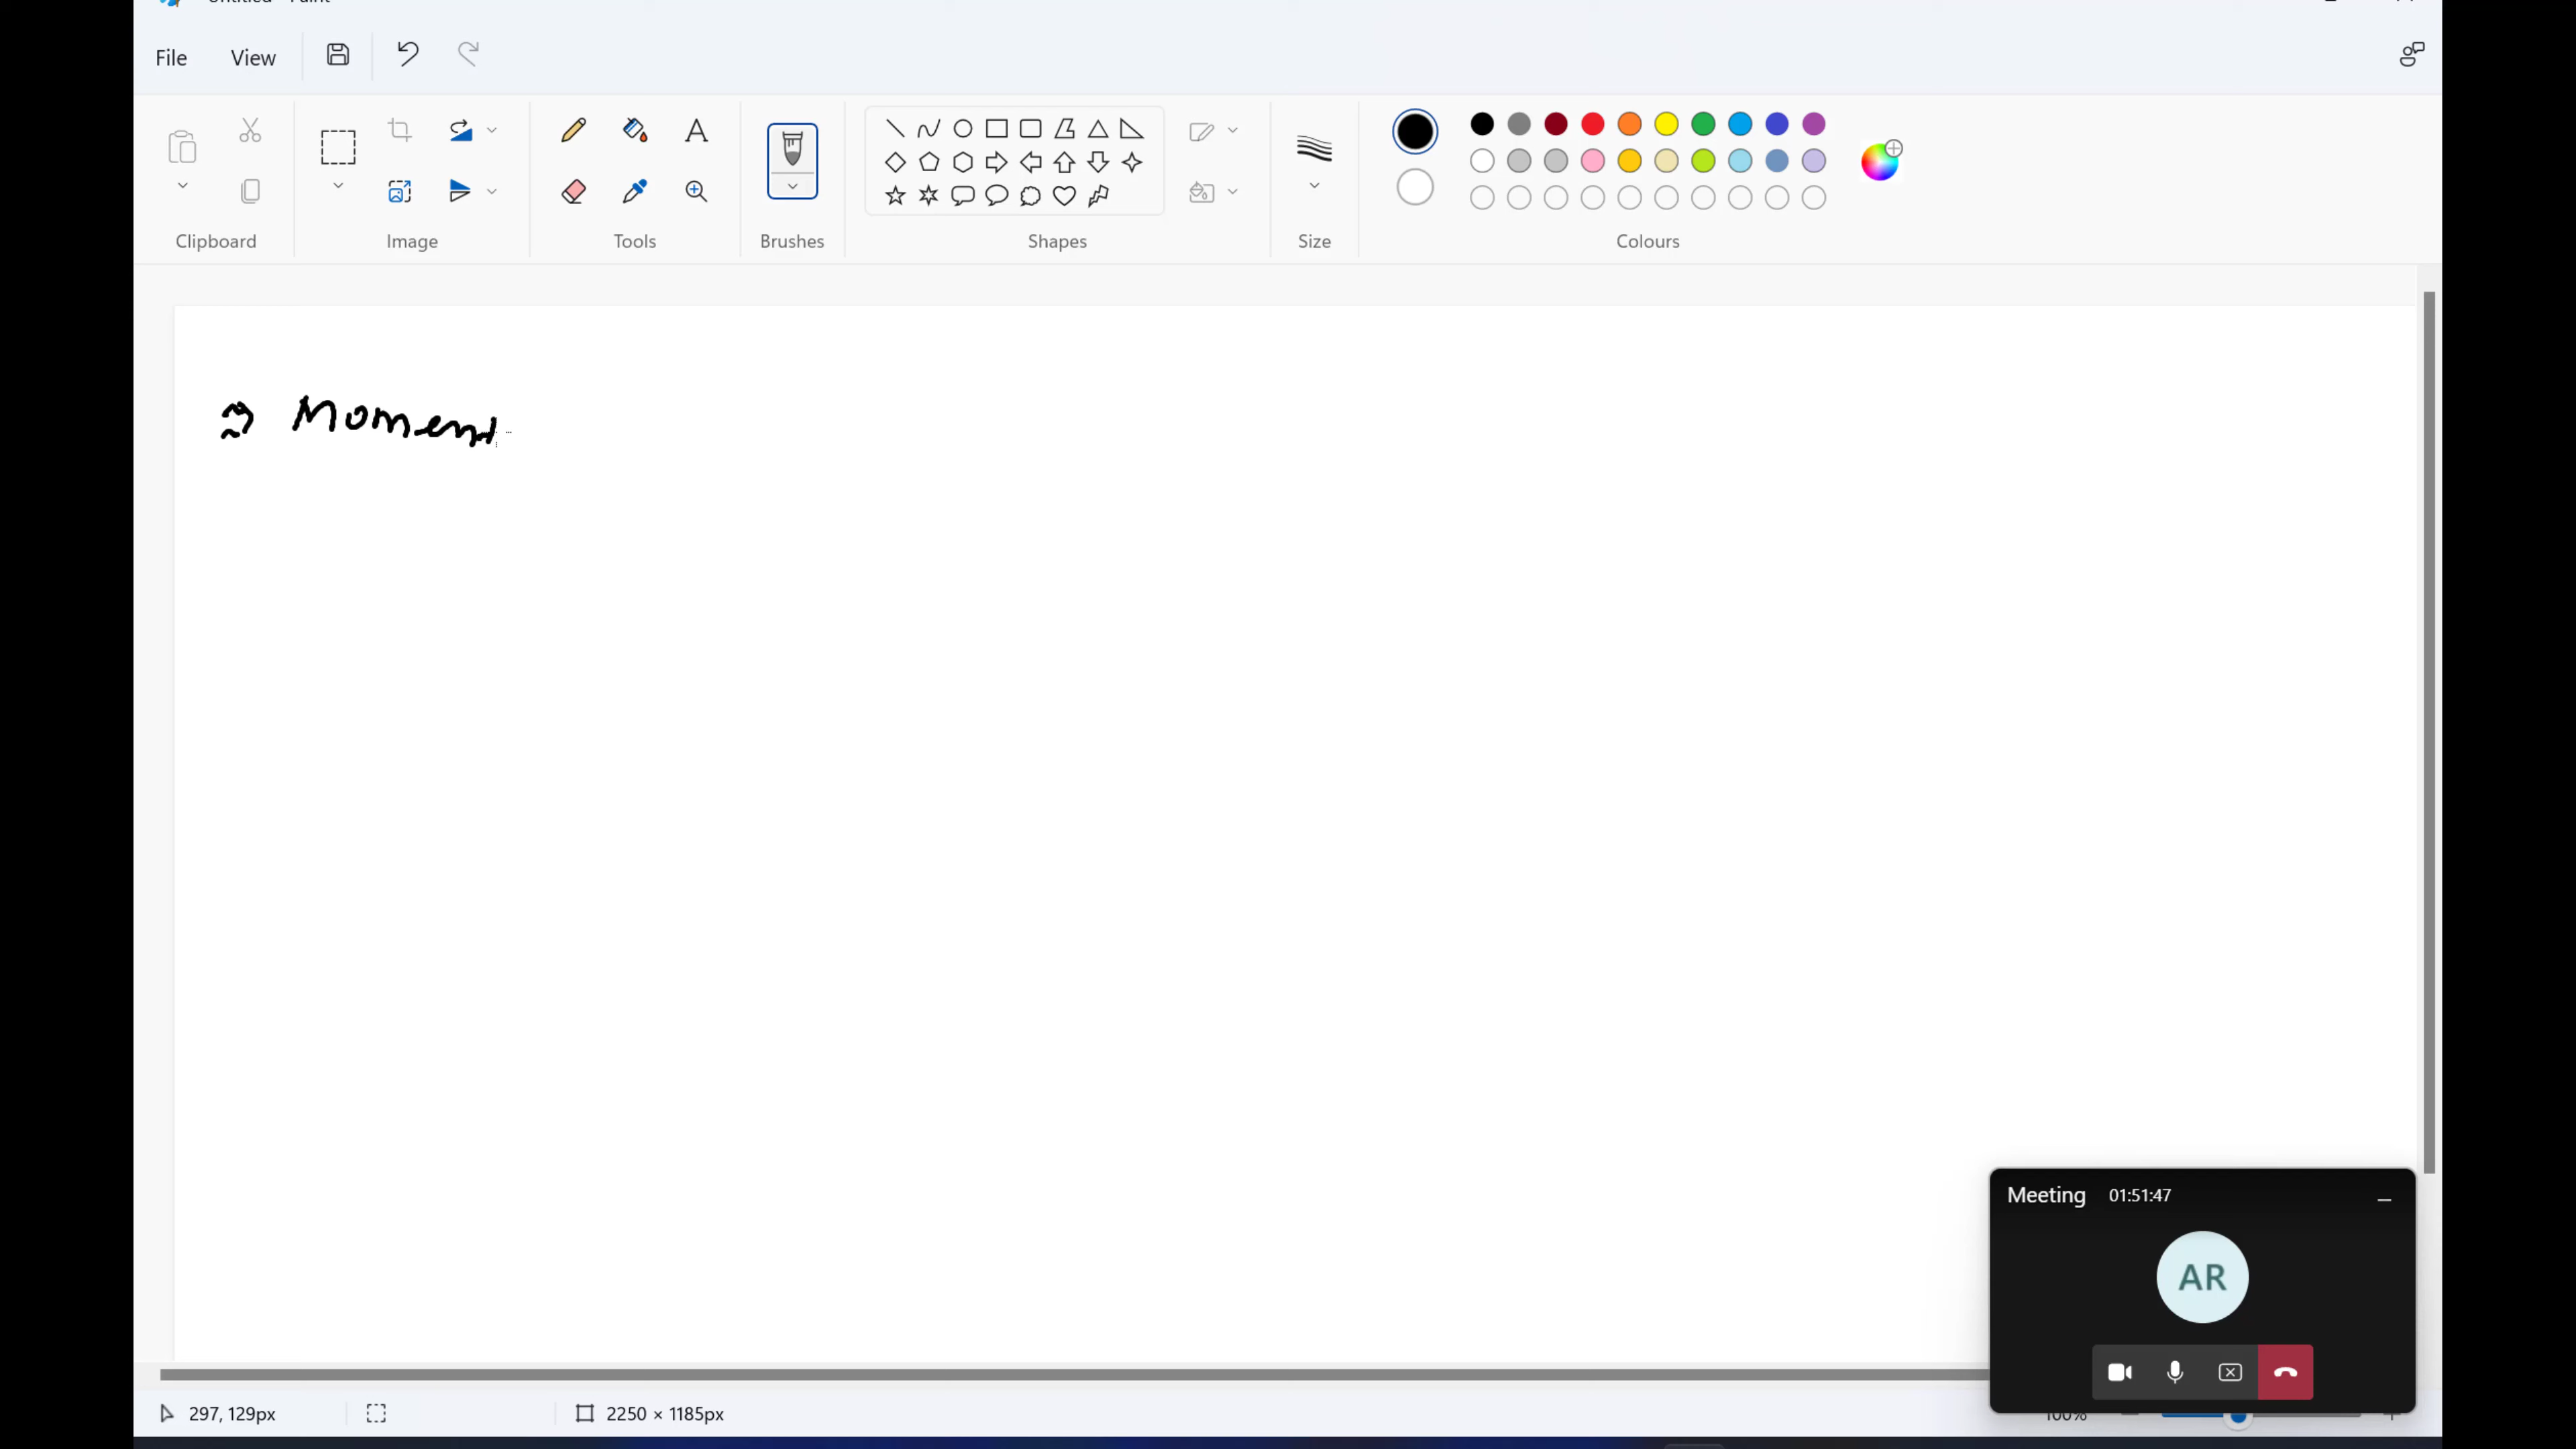 File View
Clipboard Image Tools Brushes Shapes Size Colours
⇒ Moment
Meeting 01:51:47
AR
297, 129px 2250 × 1185px 100%